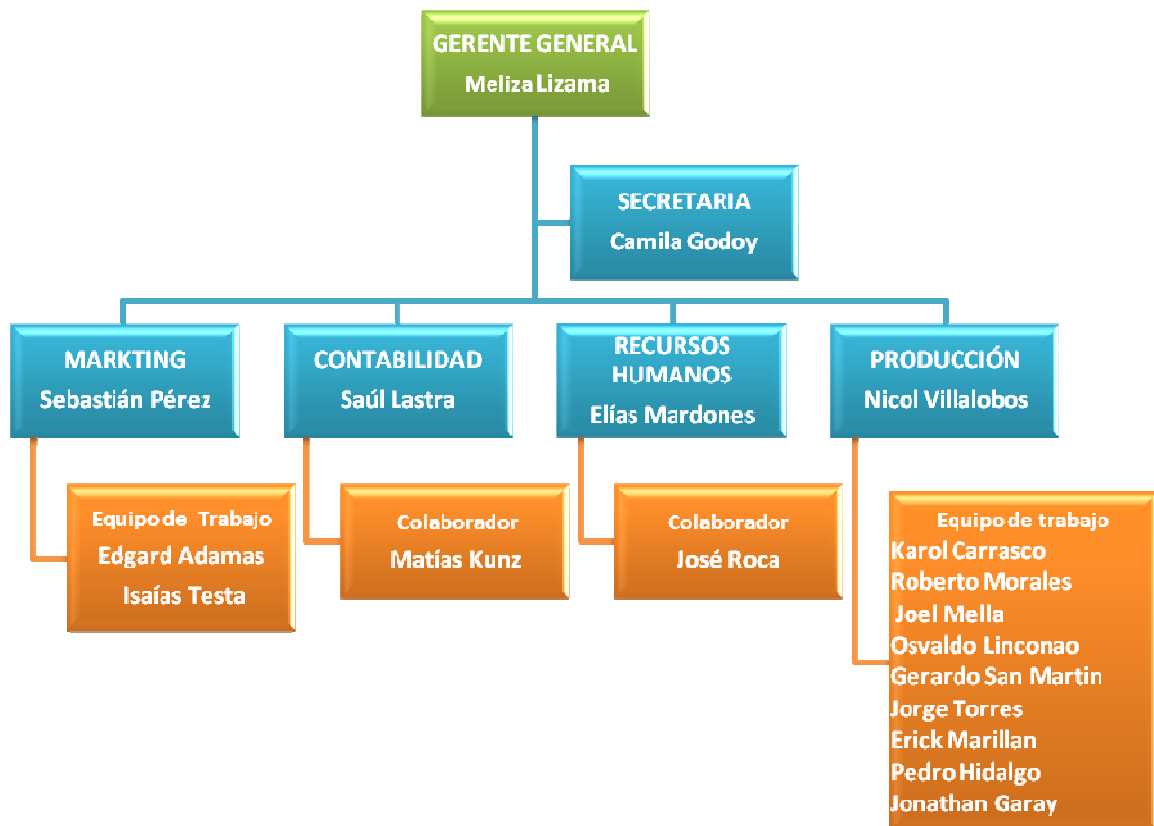 GERENTE GENERAL
Meliza Lizama
SECRETARIA
Camila Godoy
MARKTING
Sebastián Pérez
CONTABILIDAD
Saúl Lastra
RECURSOS
HUMANOS
Elías Mardones
PRODUCCIÓN
Nicol Villalobos
Equipo de Trabajo
Edgard Adamas
Isaías Testa
Colaborador
Matías Kunz
Colaborador
José Roca
Equipo de trabajo
Karol Carrasco
Roberto Morales
Joel Mella
Osvaldo Linconao
Gerardo San Martin
Jorge Torres
Erick Marillan
Pedro Hidalgo
Jonathan Garay